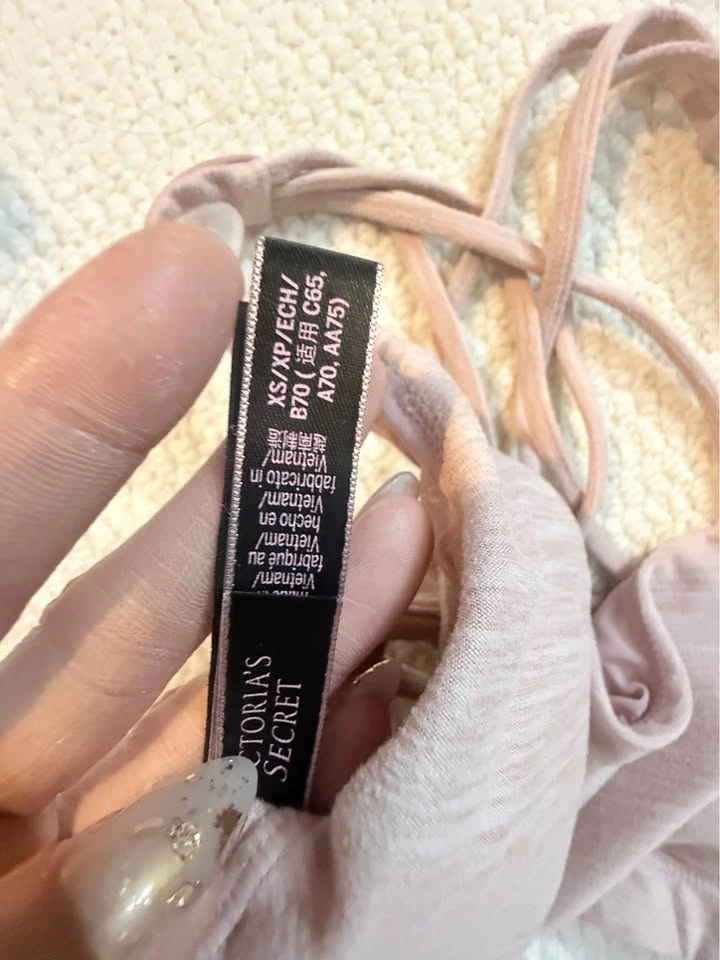 XS/XP/ECH/
B70 ( 适用 C65,
A70, AA75)
Vietnam/
fabriqué au
Vietnam/
hecho en
Vietnam/
fabbricato in
Vietnam/
越南制造
CTORIA'S
SECRET